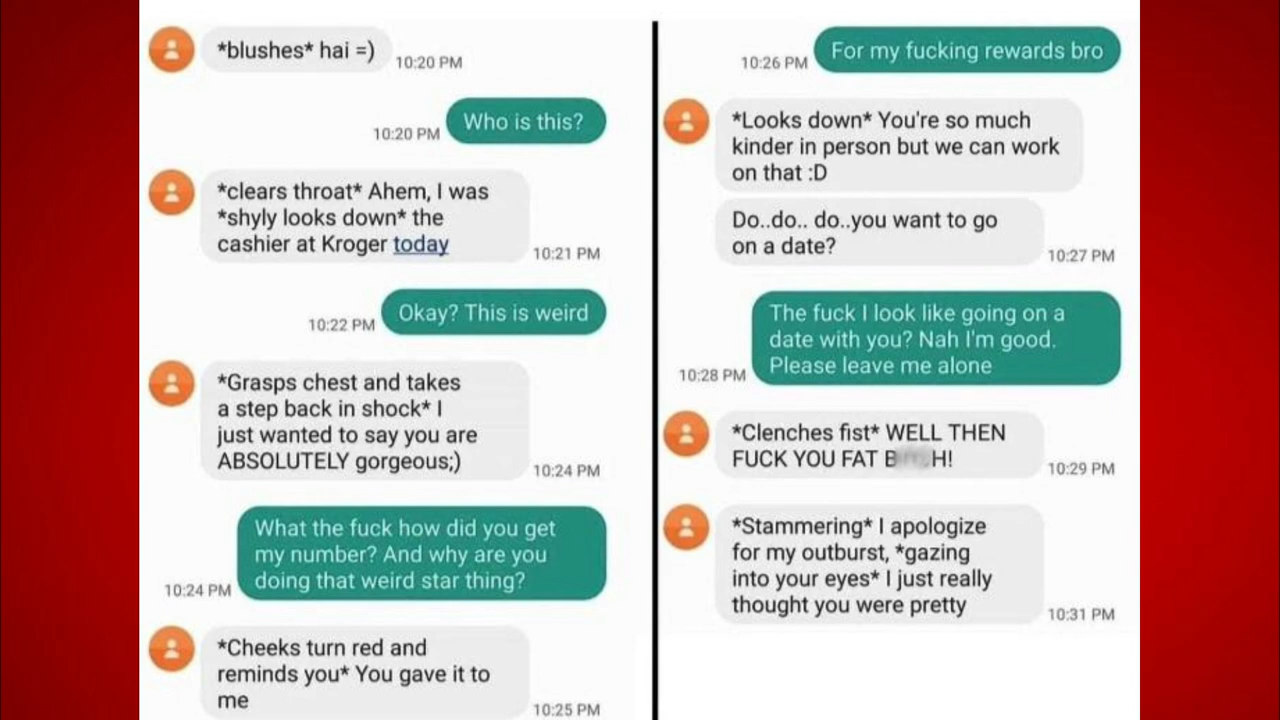 *blushes* hai =)
10:20 PM
Who is this?
10:20 PM
*clears throat* Ahem, I was
*shyly looks down* the
cashier at Kroger today
10:21 PM
Okay? This is weird
10:22 PM
*Grasps chest and takes
a step back in shock* I
just wanted to say you are
ABSOLUTELY gorgeous;)
10:24 PM
What the fuck how did you get
my number? And why are you
doing that weird star thing?
10:24 PM
*Cheeks turn red and
reminds you* You gave it to
me
10:25 PM
For my fucking rewards bro
10:26 PM
*Looks down* You're so much
kinder in person but we can work
on that :D
Do..do.. do..you want to go
on a date?
10:27 PM
The fuck I look like going on a
date with you? Nah I'm good.
Please leave me alone
10:28 PM
*Clenches fist* WELL THEN
FUCK YOU FAT
10:29 PM
*Stammering* I apologize
for my outburst, *gazing
into your eyes* I just really
thought you were pretty
10:31 PM